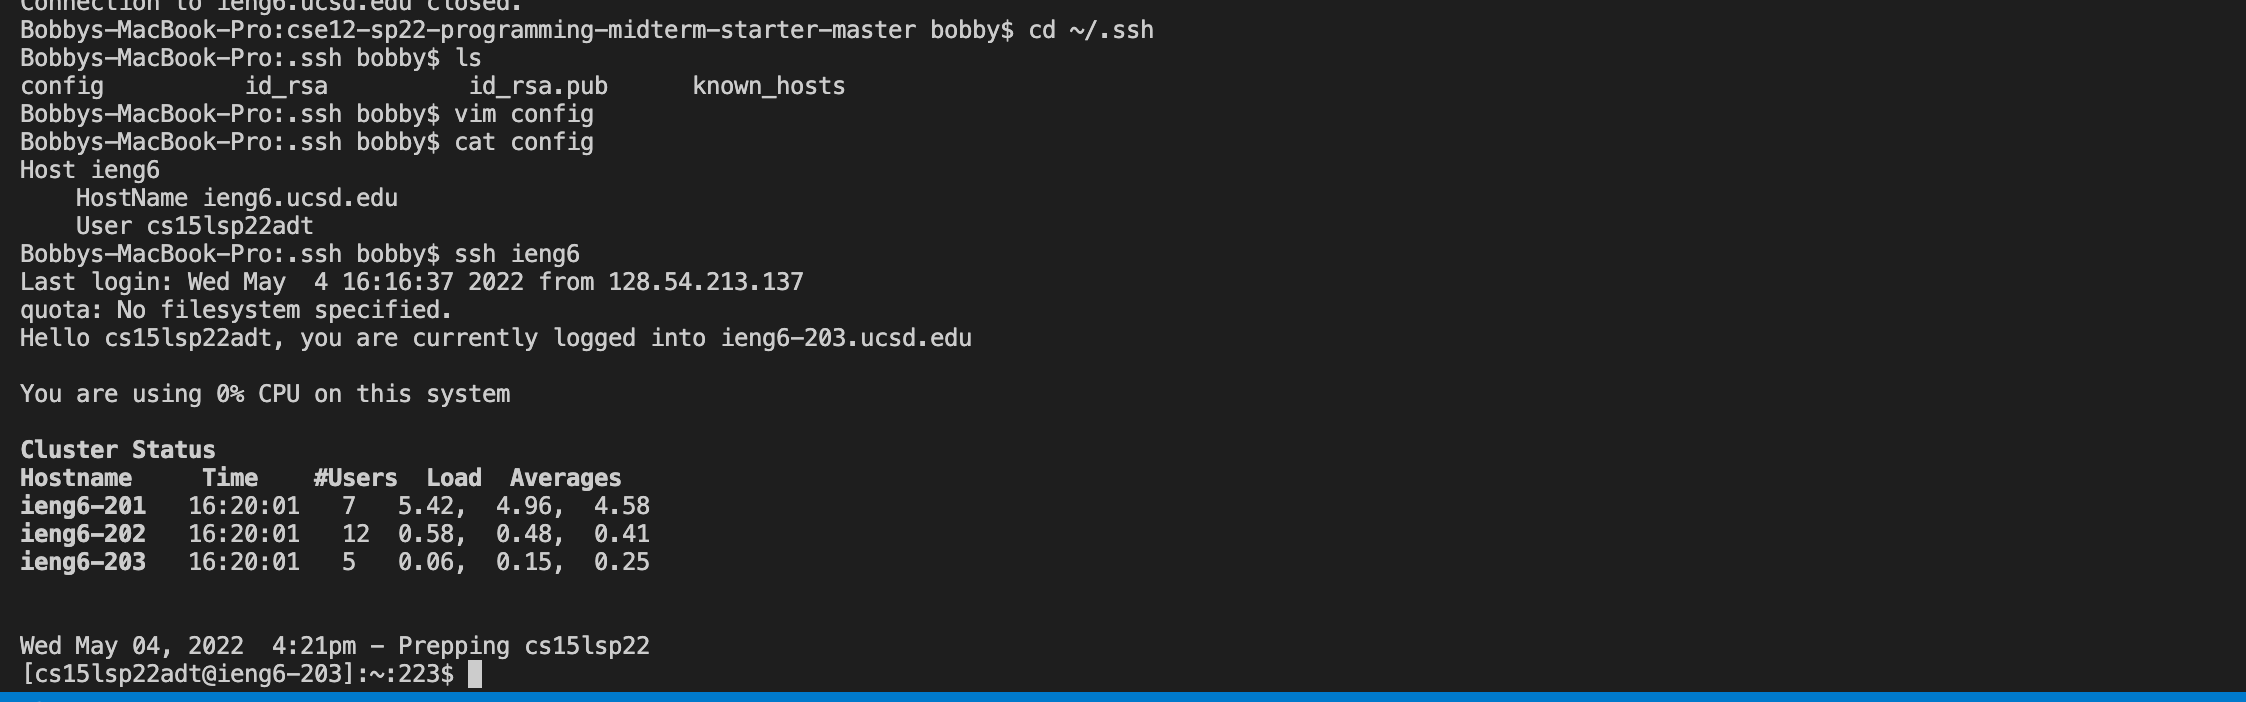 Connection to ieng6.ucsd.edu closed.
Bobbys-MacBook-Pro:cse12-sp22-programming-midterm-starter-master bobby$ cd ~/.ssh
Bobbys-MacBook-Pro:.ssh bobby$ ls
config          id_rsa          id_rsa.pub      known_hosts
Bobbys-MacBook-Pro:.ssh bobby$ vim config
Bobbys-MacBook-Pro:.ssh bobby$ cat config
Host ieng6
    HostName ieng6.ucsd.edu
    User cs15lsp22adt
Bobbys-MacBook-Pro:.ssh bobby$ ssh ieng6
Last login: Wed May  4 16:16:37 2022 from 128.54.213.137
quota: No filesystem specified.
Hello cs15lsp22adt, you are currently logged into ieng6-203.ucsd.edu
You are using 0% CPU on this system
Cluster Status
Hostname     Time    #Users  Load  Averages
ieng6-201   16:20:01   7   5.42,  4.96,  4.58
ieng6-202   16:20:01   12  0.58,  0.48,  0.41
ieng6-203   16:20:01   5   0.06,  0.15,  0.25
Wed May 04, 2022  4:21pm - Prepping cs15lsp22
[cs15lsp22adt@ieng6-203]:~:223$